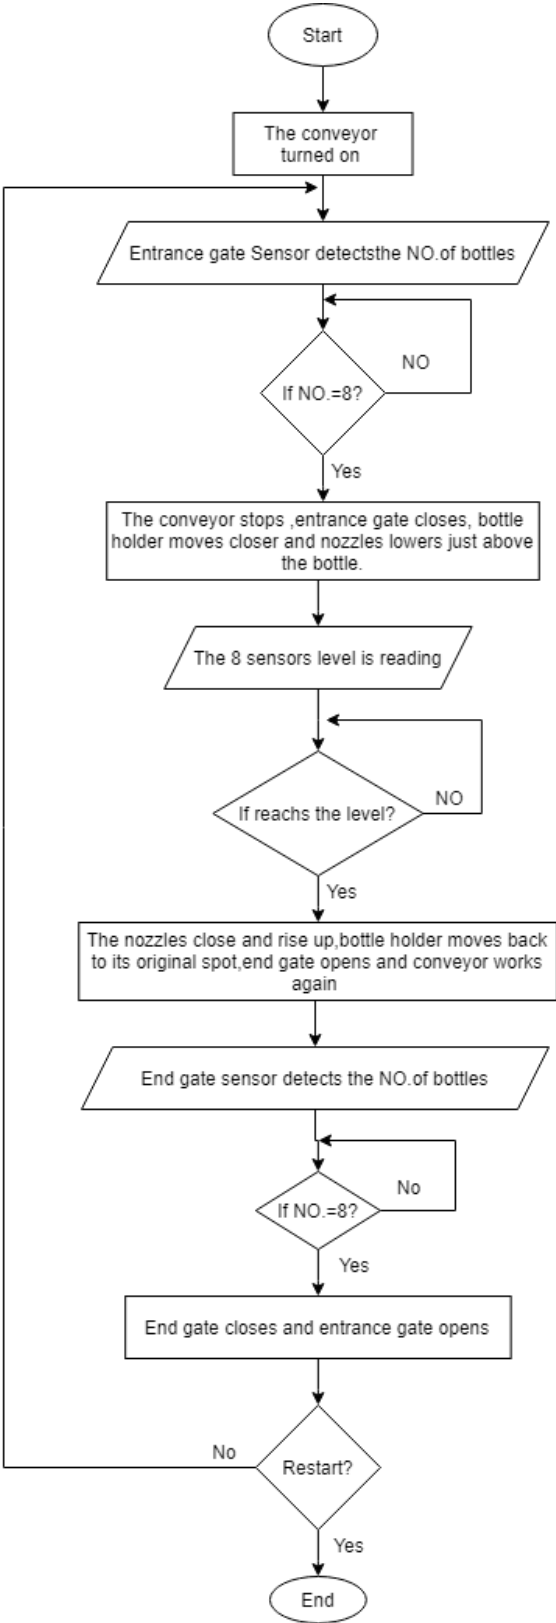 Start
The conveyor
turned on
Entrance gate Sensor detectsthe NO.of bottles
NO
If NO.=8?
Yes
The conveyor stops ,entrance gate closes, bottle
holder moves closer and nozzles lowers just above
the bottle.
The 8 sensors level is reading
NO
If reachs the level?
Yes
The nozzles close and rise up,bottle holder moves back
to its original spot,end gate opens and conveyor works
again
End gate sensor detects the NO.of bottles
No
If NO.=8?
Yes
End gate closes and entrance gate opens
No
Restart?
Yes
End